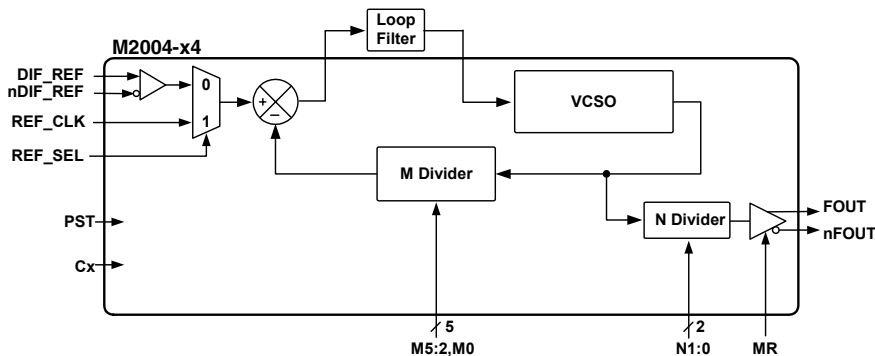 Loop
Filter
M2004-x4
DIF_REF
nDIF_REF
REF_CLK
REF_SEL
0
1
+
−
VCSO
M Divider
N Divider
FOUT
nFOUT
PST
Cx
5
2
M5:2,M0
N1:0
MR